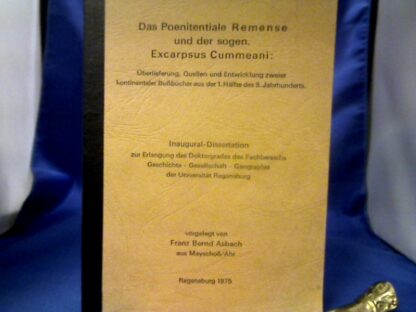 Das Poenitentiale Remense
und der sogen.
Excarpsus Cummeani:
Überlieferung, Quellen und Entwicklung zweier
kontinentaler Bußbücher aus der 1. Hälfte des 8. Jahrhunderts.
Inaugural-Dissertation
zur Erlangung des Doktorgrades des Fachbereichs
Geschichte - Gesellschaft - Geographie
der Universität Regensburg
vorgelegt von
Franz Bernd Asbach
aus Mayschoß/Ahr
Regensburg 1975